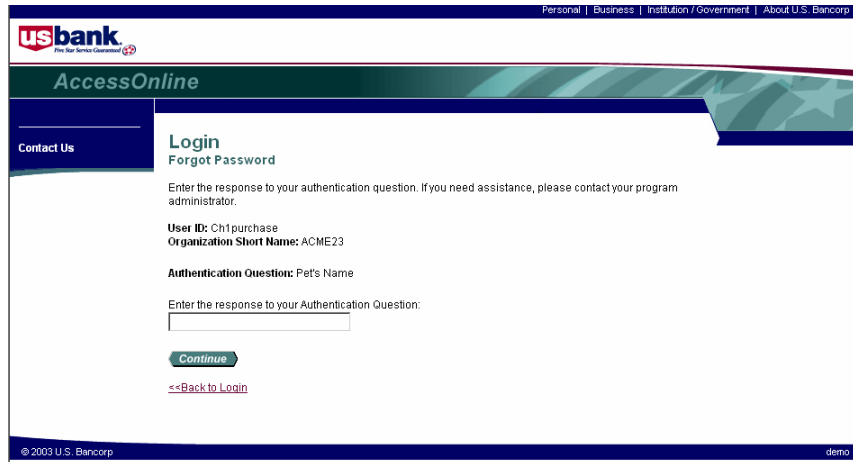 Personal | Business | Institution / Government | About U.S. Bancorp
usbank.
Five Star Service Guaranteed
AccessOnline
Contact Us
Login
Forgot Password
Enter the response to your authentication question. If you need assistance, please contact your program
administrator.
User ID: Ch1purchase
Organization Short Name: ACME23
Authentication Question: Pet's Name
Enter the response to your Authentication Question:
Continue
<<Back to Login
© 2003 U.S. Bancorp
demo